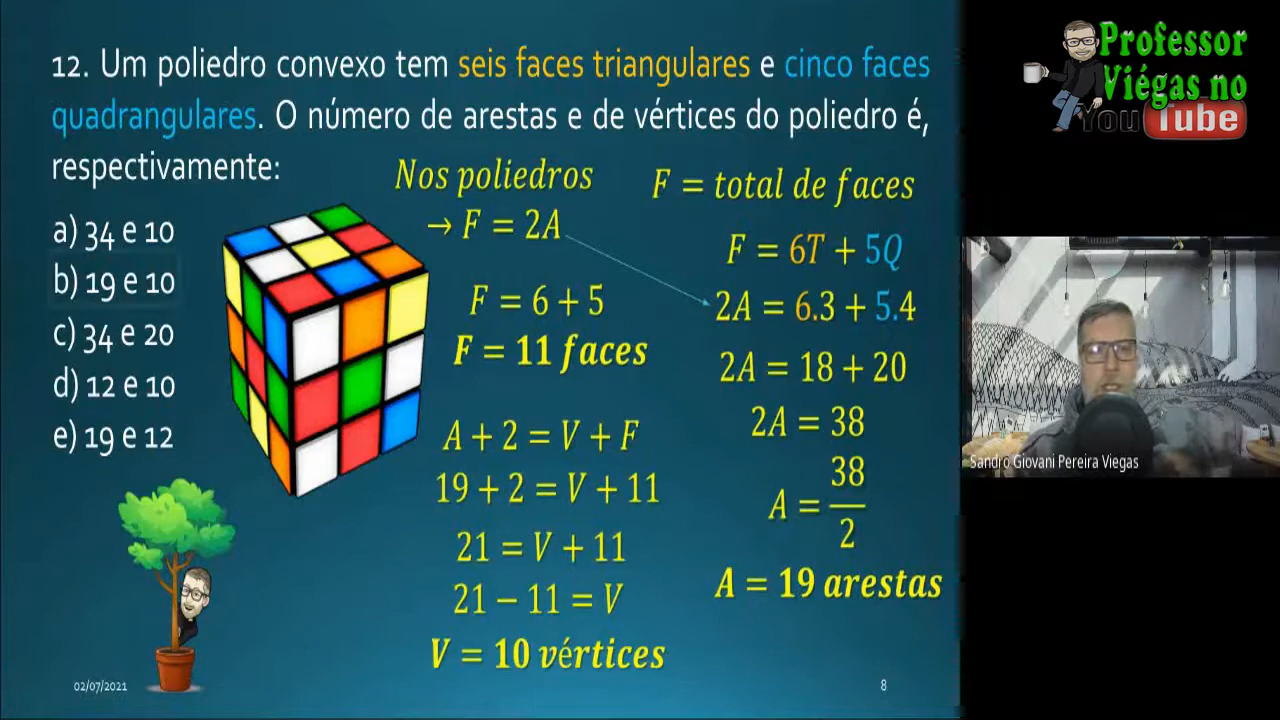 12. Um poliedro convexo tem seis faces triangulares e cinco faces
quadrangulares. O número de arestas e de vértices do poliedro é,
respectivamente:
a) 34 e 10
b) 19 e 10
c) 34 e 20
d) 12 e 10
e) 19 e 12
Nos poliedros
→ F = 2A
F = 6 + 5
F = 11 faces
A + 2 = V + F
19 + 2 = V + 11
21 = V + 11
21 − 11 = V
V = 10 vértices
F = total de faces
F = 6T + 5Q
2A = 6.3 + 5.4
2A = 18 + 20
2A = 38
A = 38/2
A = 19 arestas
02/07/2021
8
Professor
Viégas no
YouTube
Sandro Giovani Pereira Viegas